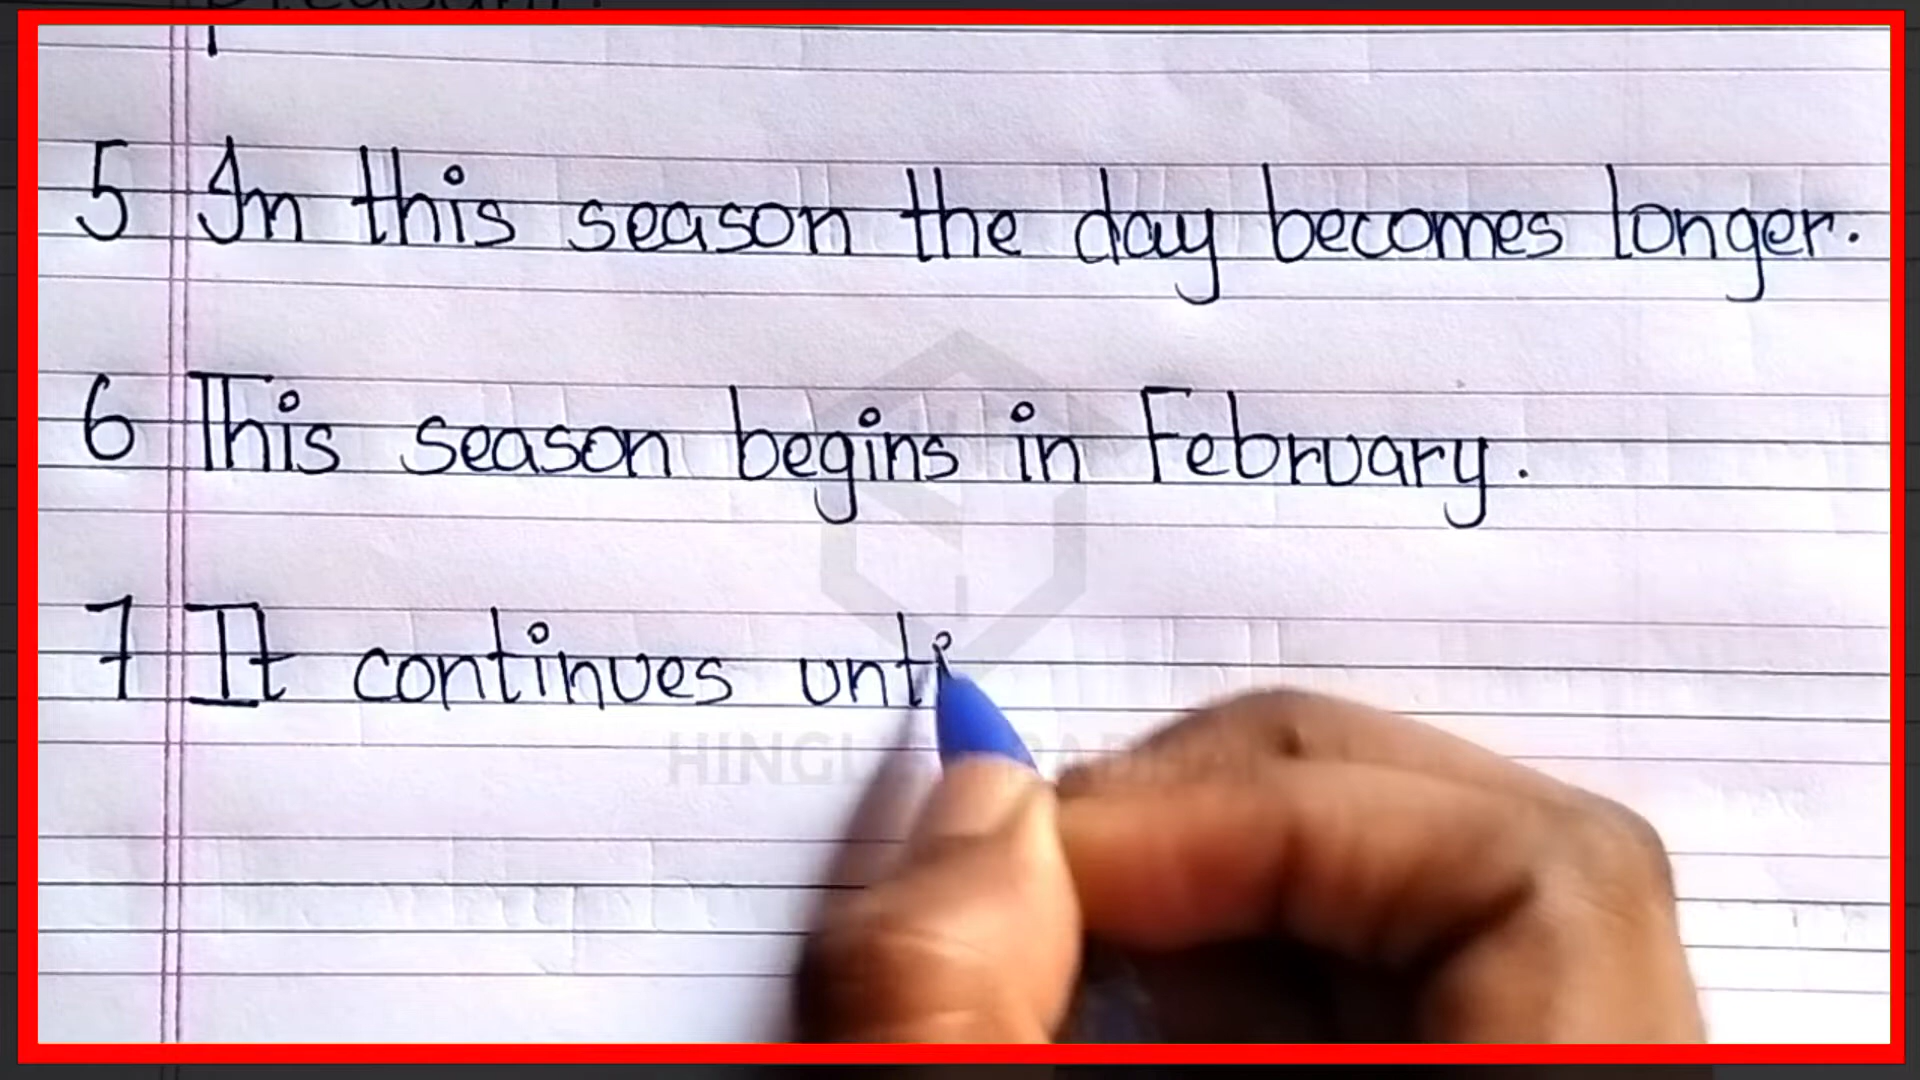 5 In this season the day becomes longer.
6 This season begins in February.
7 It continues unti